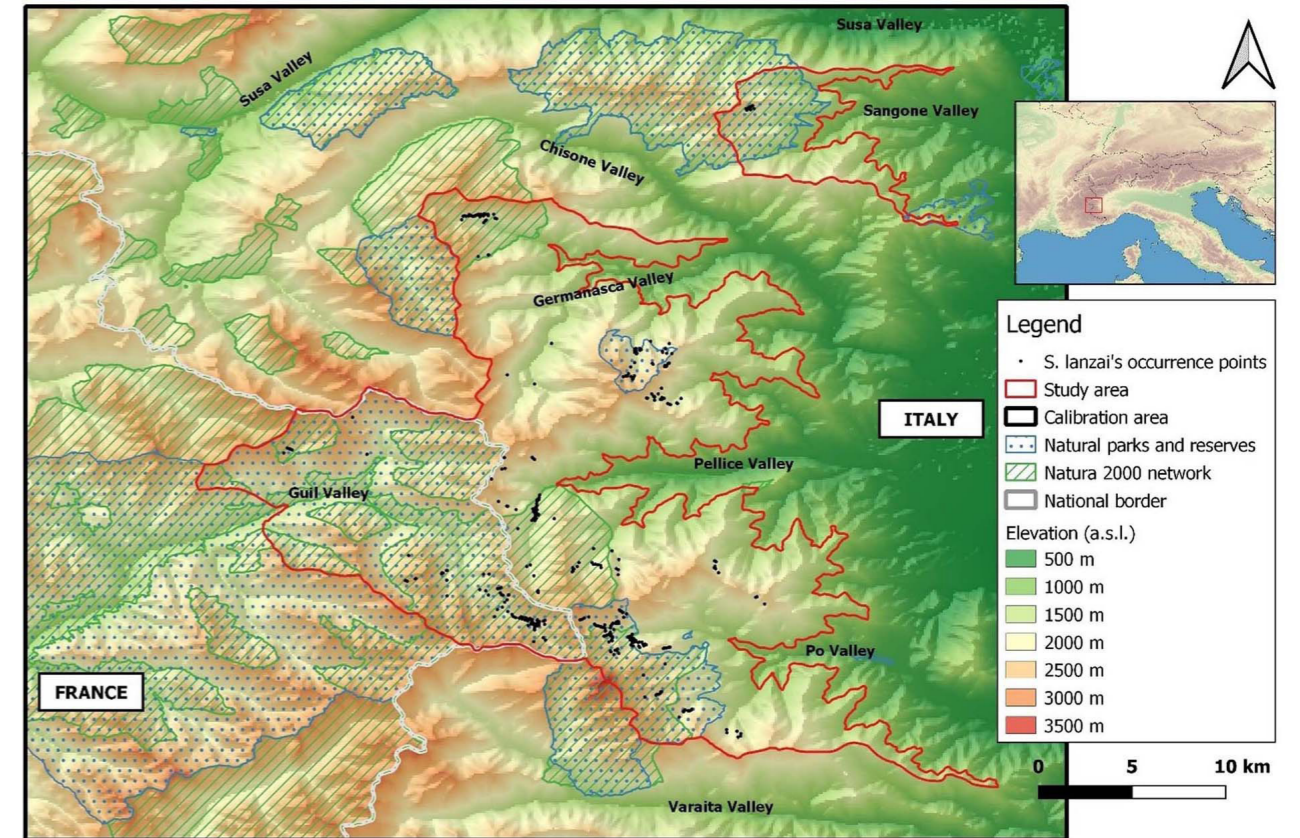 Susa Valley
Susa Valley
Sangone Valley
Chisone Valley
Germanasca Valley
ITALY
Pellice Valley
Guil Valley
Po Valley
FRANCE
Varaita Valley
Legend
S. lanzai's occurrence points
Study area
Calibration area
Natural parks and reserves
Natura 2000 network
National border
Elevation (a.s.l.)
500 m
1000 m
1500 m
2000 m
2500 m
3000 m
3500 m
0 5 10 km